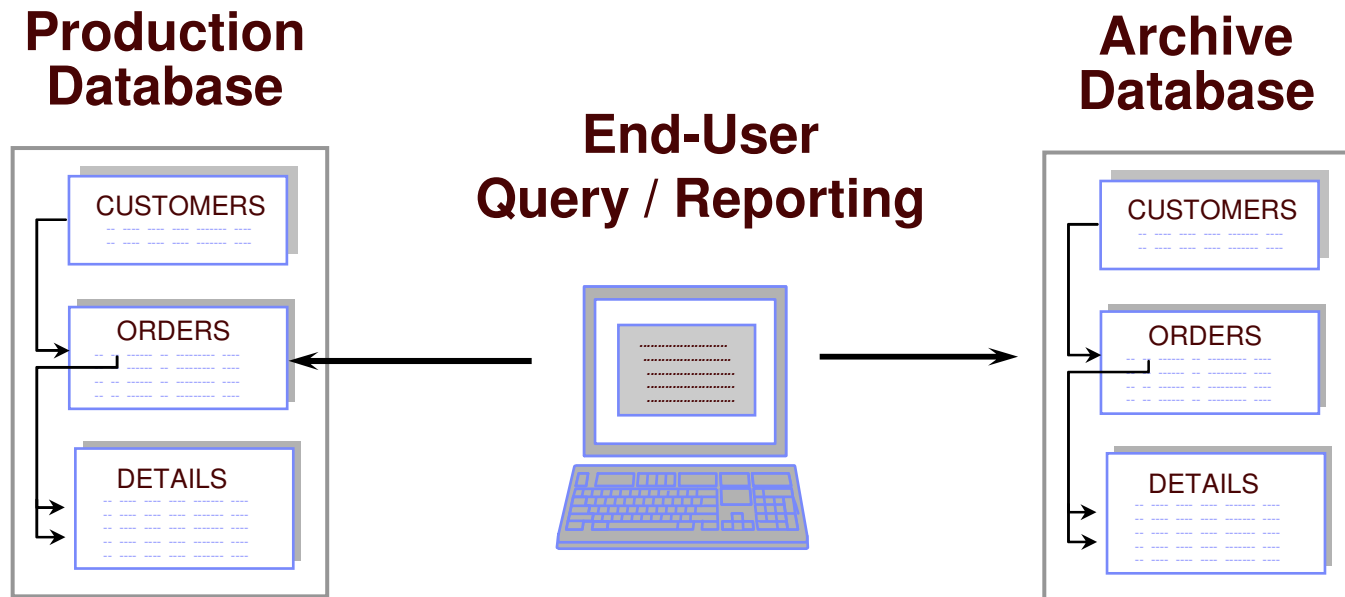 Production
Database
Archive
Database
End-User
Query / Reporting
CUSTOMERS
ORDERS
DETAILS
CUSTOMERS
ORDERS
DETAILS